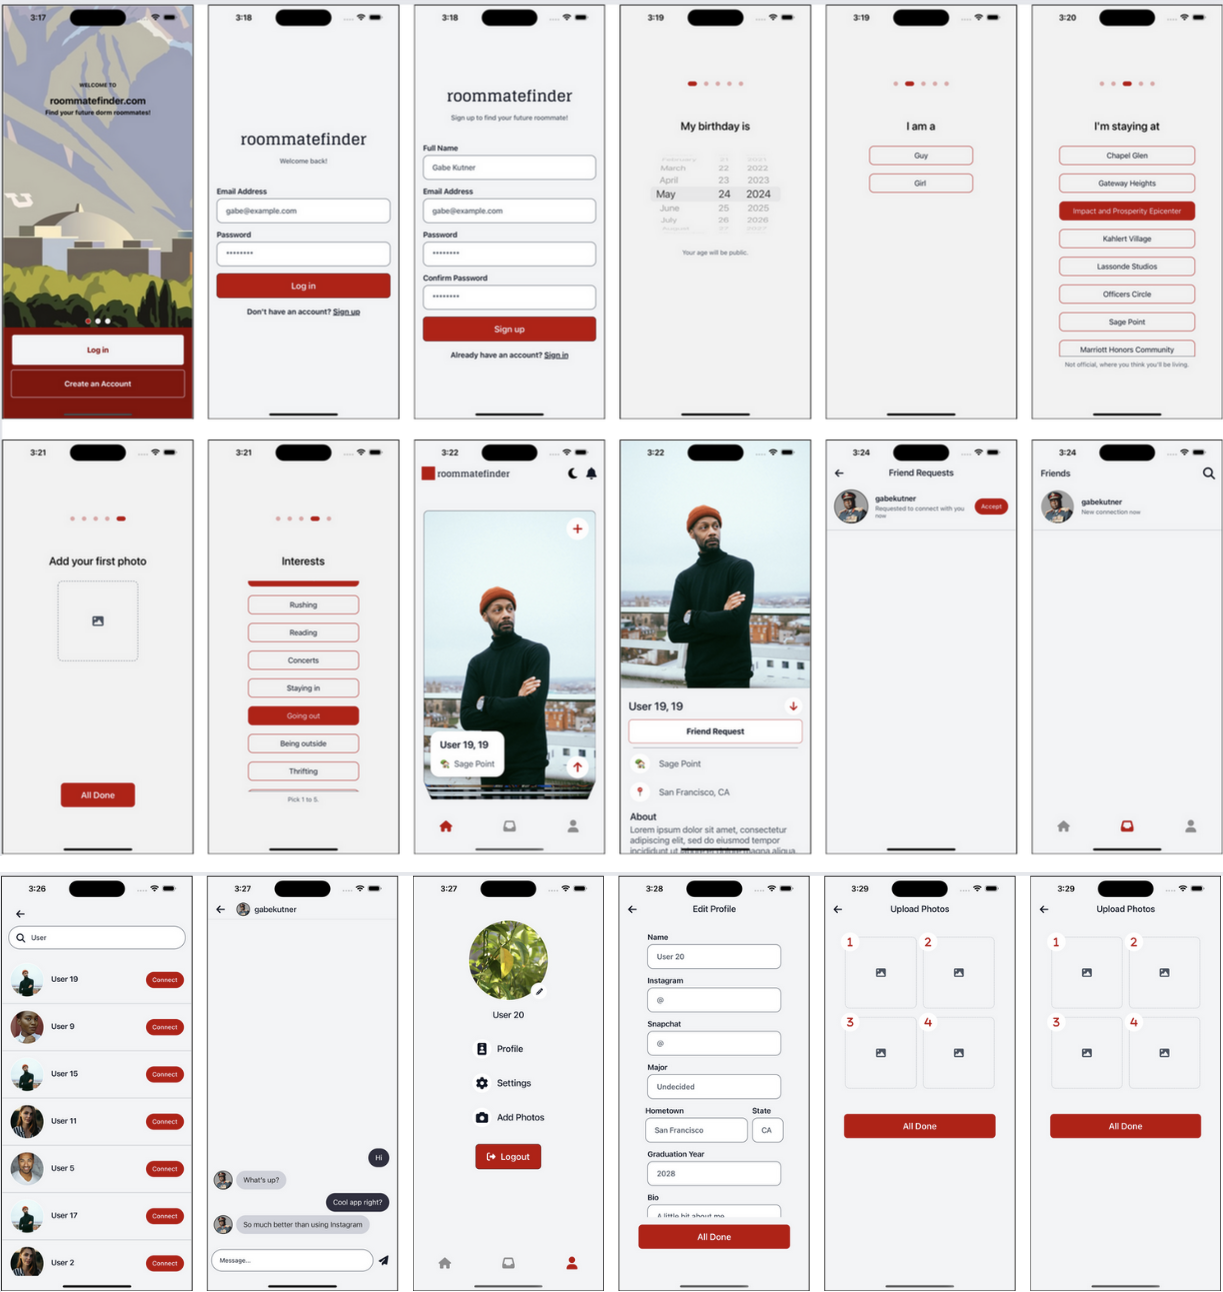 3:17
WELCOME TO
roommatefinder.com
Find your future dorm roommates!
Log in
Create an Account
3:18
roommatefinder
Welcome back!
Email Address
gabe@example.com
Password
********
Log in
Don't have an account? Sign up
3:18
roommatefinder
Sign up to find your future roommate!
Full Name
Gabe Kutner
Email Address
gabe@example.com
Password
********
Confirm Password
********
Sign up
Already have an account? Sign in
3:19
My birthday is
February 21 2021
March 22 2022
April 23 2023
May 24 2024
June 25 2025
July 26 2026
August 27 2027
Your age will be public.
3:19
I am a
Guy
Girl
3:20
I'm staying at
Chapel Glen
Gateway Heights
Impact and Prosperity Epicenter
Kahlert Village
Lassonde Studios
Officers Circle
Sage Point
Marriott Honors Community
Not official, where you think you'll be living.
3:21
Add your first photo
All Done
3:21
Interests
Rushing
Reading
Concerts
Staying in
Going out
Being outside
Thrifting
Pick 1 to 5.
3:22
roommatefinder
User 19, 19
Sage Point
3:22
User 19, 19
Friend Request
Sage Point
San Francisco, CA
About
Lorem ipsum dolor sit amet, consectetur
adipiscing elit, sed do eiusmod tempor
incididunt ut labore et dolore magna aliqua.
3:24
Friend Requests
gabekutner
Requested to connect with you
now
Accept
3:24
Friends
gabekutner
New connection now
3:26
User
User 19
Connect
User 9
Connect
User 15
Connect
User 11
Connect
User 5
Connect
User 17
Connect
User 2
Connect
3:27
gabekutner
Hi
What's up?
Cool app right?
So much better than using Instagram
Message...
3:27
User 20
Profile
Settings
Add Photos
Logout
3:28
Edit Profile
Name
User 20
Instagram
@
Snapchat
@
Major
Undecided
Hometown State
San Francisco CA
Graduation Year
2028
Bio
A little bit about me
All Done
3:29
Upload Photos
1 2
3 4
All Done
3:29
Upload Photos
1 2
3 4
All Done